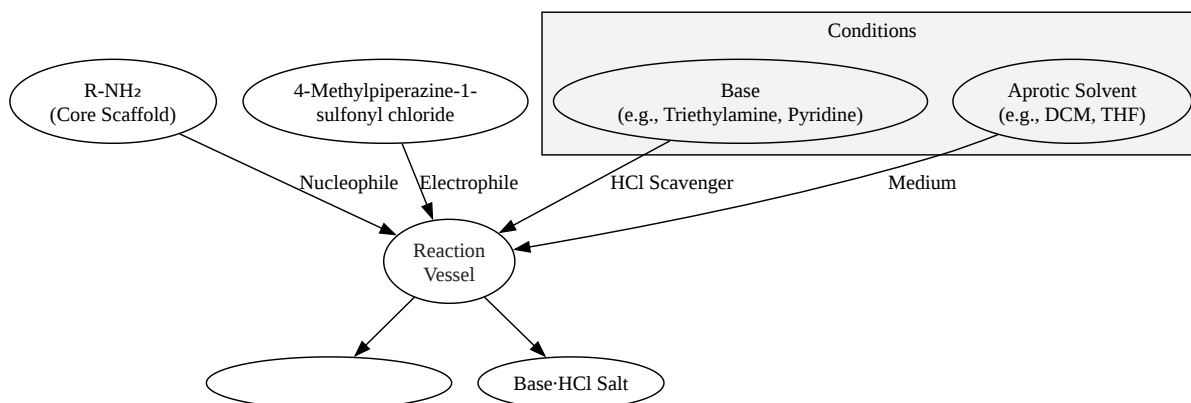 Conditions
R-NH₂
(Core Scaffold)
4-Methylpiperazine-1-
sulfonyl chloride
Base
(e.g., Triethylamine, Pyridine)
Aprotic Solvent
(e.g., DCM, THF)
Nucleophile
Electrophile
HCl Scavenger
Medium
Reaction
Vessel
Base·HCl Salt